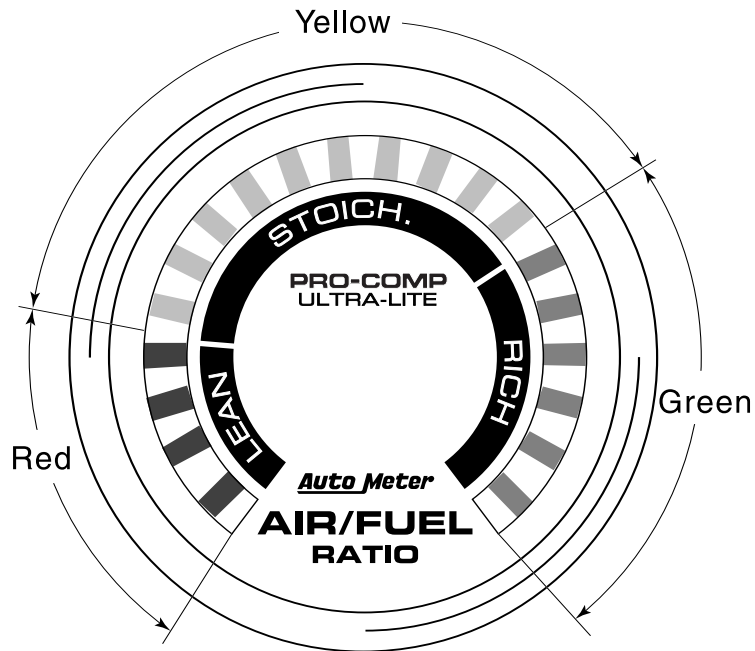 Yellow
STOICH.
PRO-COMP
ULTRA-LITE
LEAN
RICH
Green
Red
Auto Meter
AIR/FUEL
RATIO